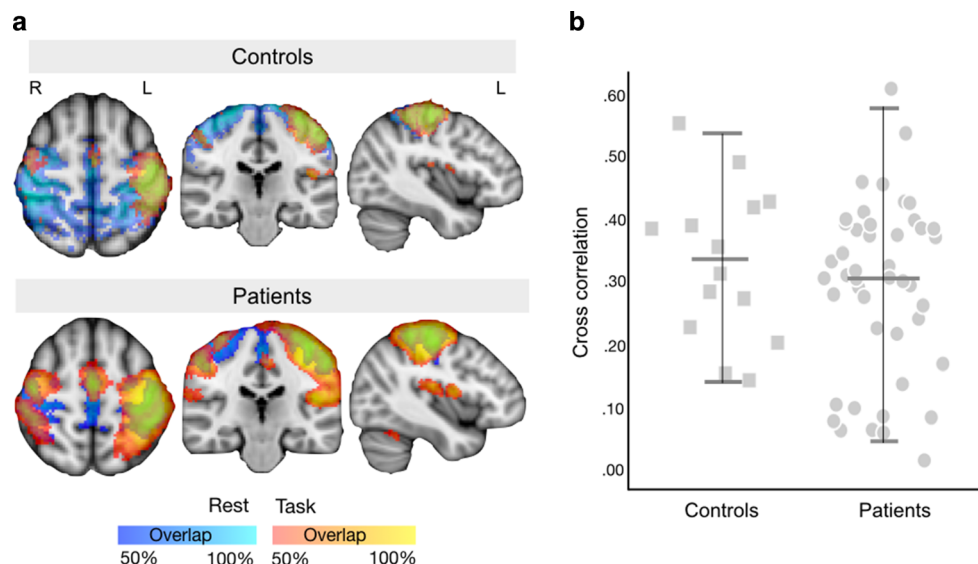 a
Controls
R L L
Patients
Rest Task
Overlap Overlap
50% 100% 50% 100%
b
Cross correlation
.60
.50
.40
.30
.20
.10
.00
Controls Patients